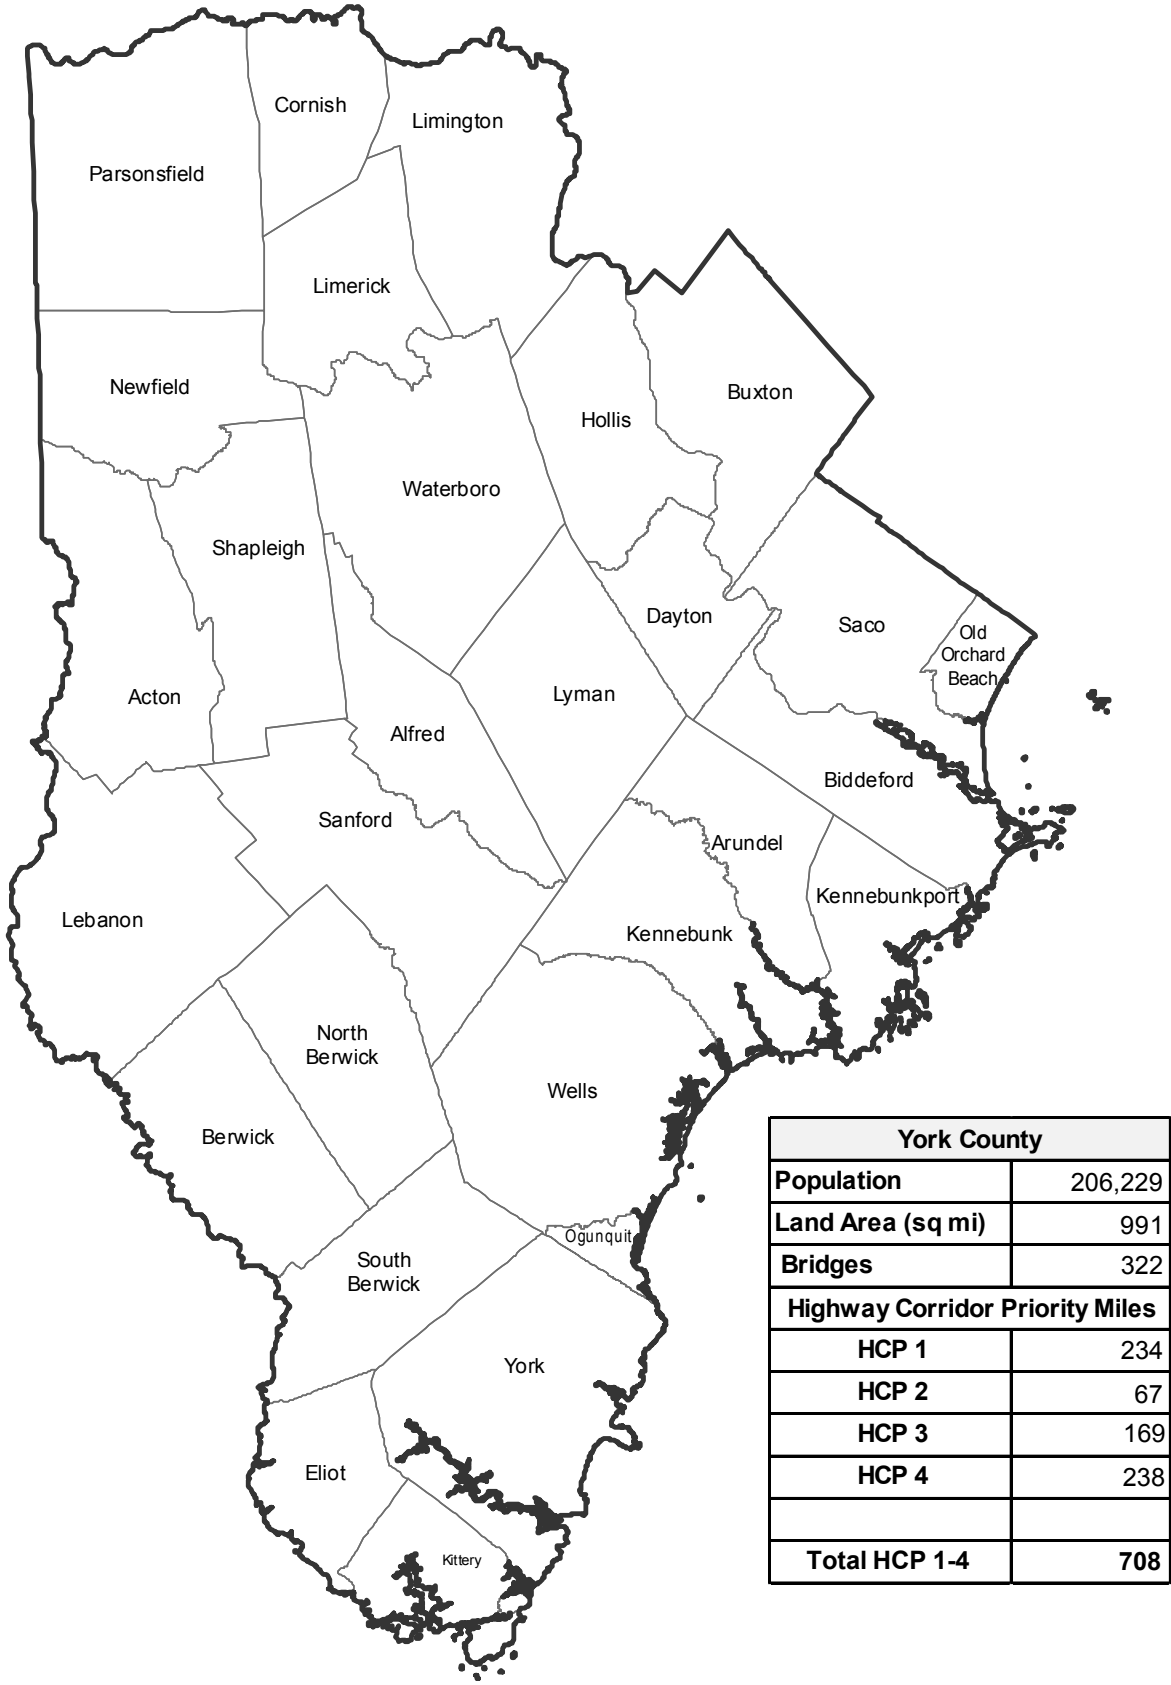 Cornish
Limington
Parsonsfield
Limerick
Newfield
Buxton
Hollis
Waterboro
Shapleigh
Dayton
Saco
Old
Orchard
Beach
Acton
Lyman
Alfred
Biddeford
Sanford
Arundel
Kennebunkport
Lebanon
Kennebunk
North
Berwick
Wells
Berwick
Ogunquit
South
Berwick
York
Eliot
Kittery
York County
Population 206,229
Land Area (sq mi) 991
Bridges 322
Highway Corridor Priority Miles
HCP 1 234
HCP 2 67
HCP 3 169
HCP 4 238
Total HCP 1-4 708